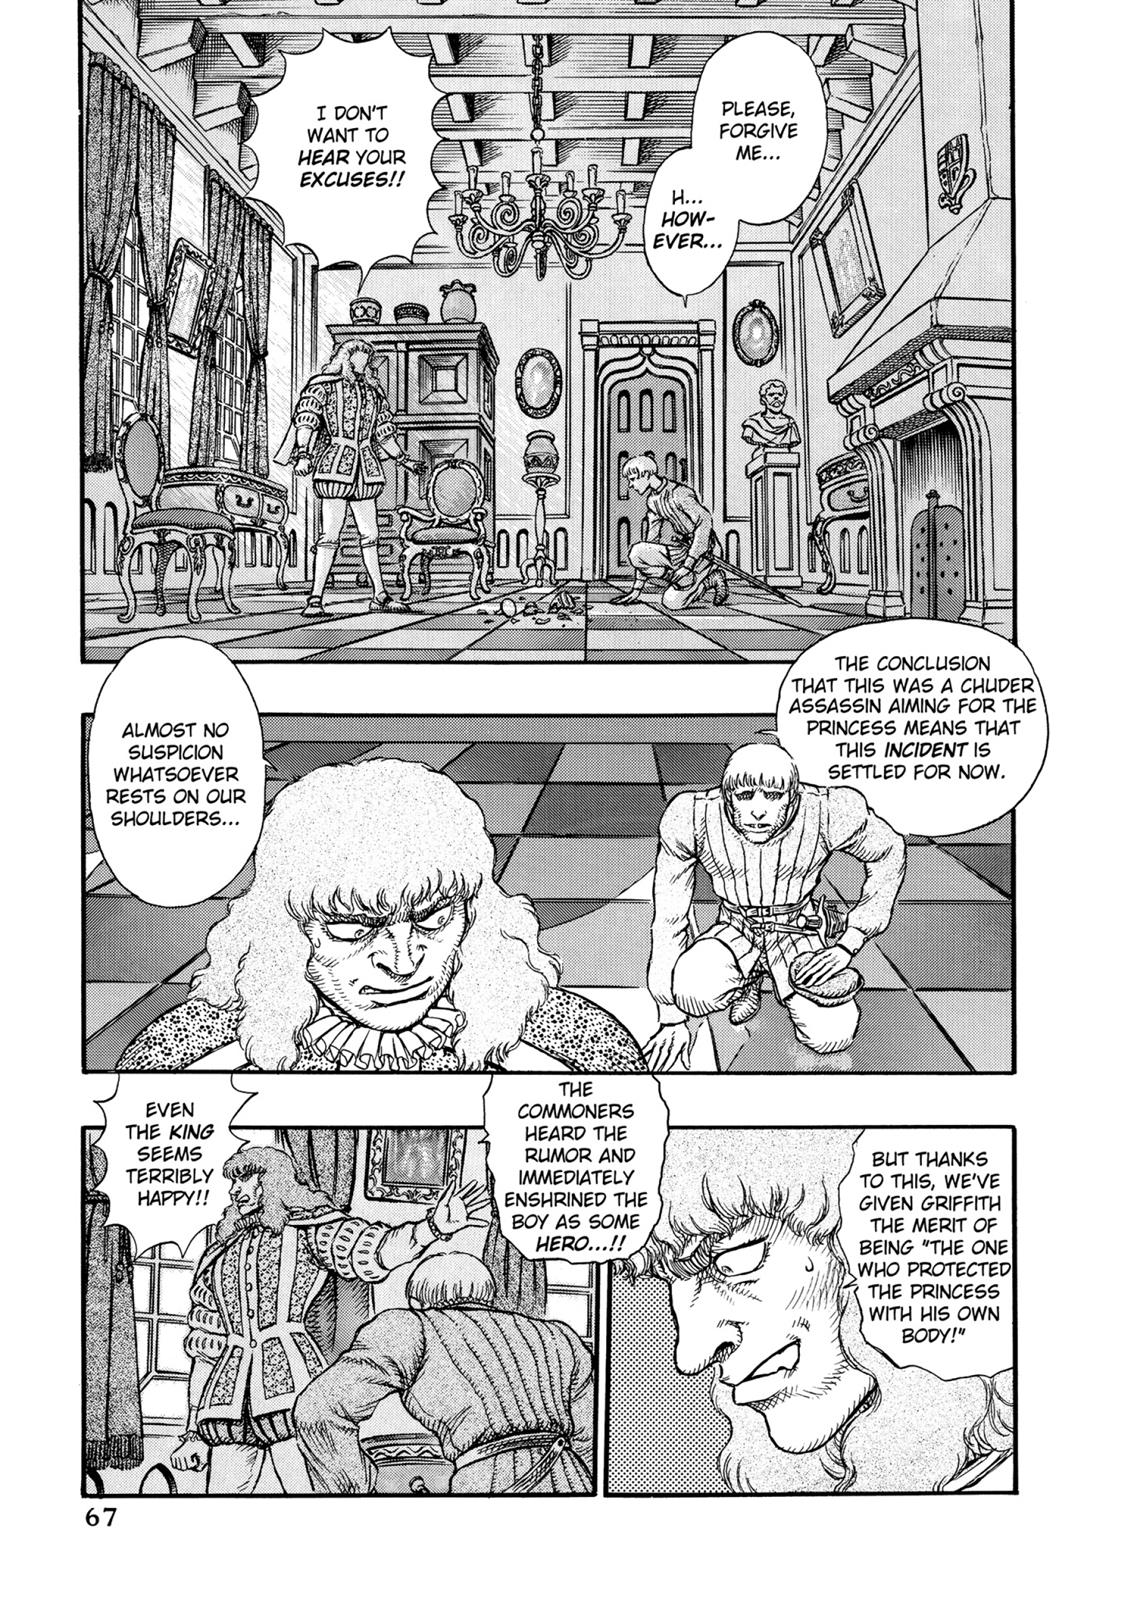 PLEASE,
FORGIVE
ME...
H...
HOW-
EVER...
I DON'T
WANT TO
HEAR YOUR
EXCUSES!!
THE CONCLUSION
THAT THIS WAS A CHUDER
ASSASSIN AIMING FOR THE
PRINCESS MEANS THAT
THIS INCIDENT IS
SETTLED FOR NOW.
ALMOST NO
SUSPICION
WHATSOEVER
RESTS ON OUR
SHOULDERS...
BUT THANKS
TO THIS, WE'VE
GIVEN GRIFFITH
THE MERIT OF
BEING "THE ONE
WHO PROTECTED
THE PRINCESS
WITH HIS OWN
BODY!"
THE
COMMONERS
HEARD THE
RUMOR AND
IMMEDIATELY
ENSHRINED THE
BOY AS SOME
HERO...!!
EVEN
THE KING
SEEMS
TERRIBLY
HAPPY!!
67